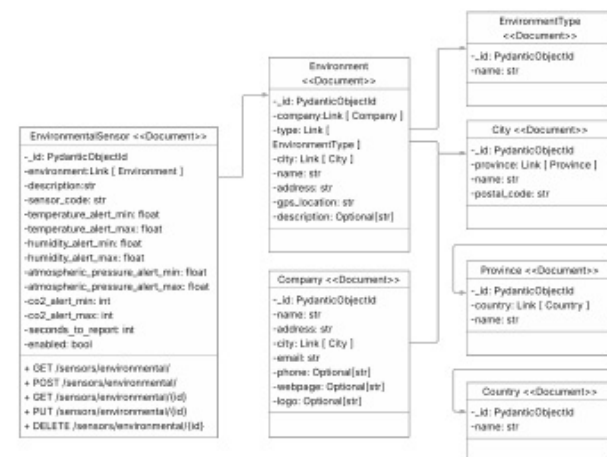 EnvironmentalSensor <<Document>>
-_id: PydanticObjectId
-environment:Link [ Environment ]
-description:str
-sensor_code: str
-temperature_alert_min: float
-temperature_alert_max: float
-humidity_alert_min: float
-humidity_alert_max: float
-atmospheric_pressure_alert_min: float
-atmospheric_pressure_alert_max: float
-co2_alert_min: int
-co2_alert_max: int
-seconds_to_report: int
-enabled: bool
+ GET /sensors/environmental/
+ POST /sensors/environmental/
+ GET /sensors/environmental/{id}
+ PUT /sensors/environmental/{id}
+ DELETE /sensors/environmental/{id}
Environment
<<Document>>
-_id: PydanticObjectId
-company:Link [ Company ]
-type: Link [
EnvironmentType ]
-city: Link [ City ]
-name: str
-address: str
-gps_location: str
-description: Optional[str]
Company <<Document>>
-_id: PydanticObjectId
-name: str
-address: str
-city: Link [ City ]
-email: str
-phone: Optional[str]
-webpage: Optional[str]
-logo: Optional[str]
EnvironmentType
<<Document>>
-_id: PydanticObjectId
-name: str
City <<Document>>
-_id: PydanticObjectId
-province: Link [ Province ]
-name: str
-postal_code: str
Province <<Document>>
-_id: PydanticObjectId
-country: Link [ Country ]
-name: str
Country <<Document>>
-_id: PydanticObjectId
-name: str